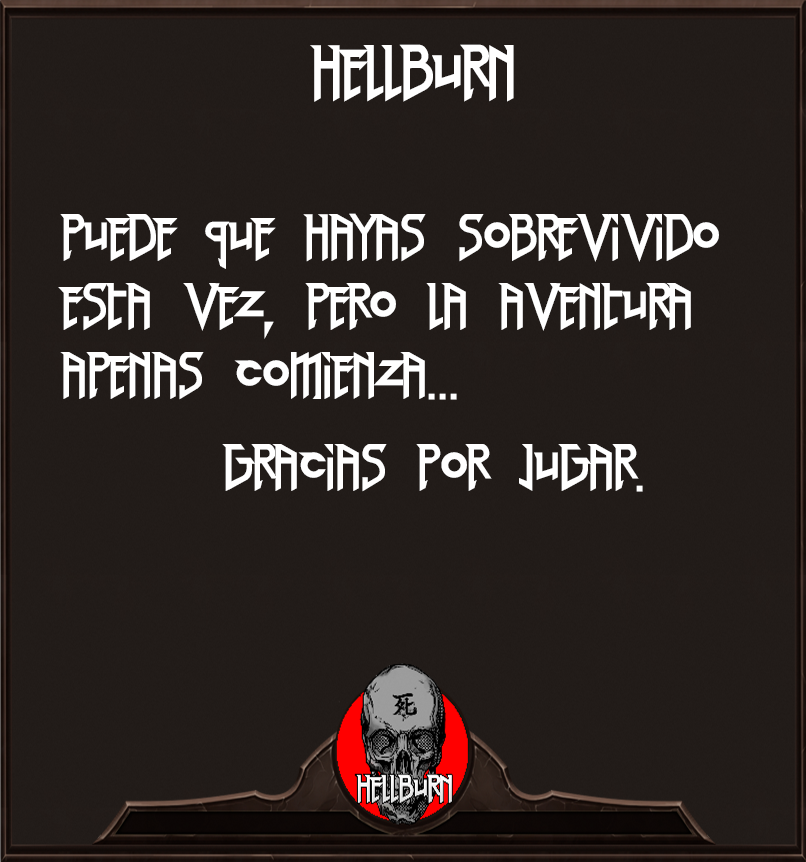 HELLBURN
PUEDE QUE HAYAS SOBREVIVIDO
ESTA VEZ, PERO LA AVENTURA
APENAS COMIENZA...
GRACIAS POR JUGAR.
死
HELLBURN